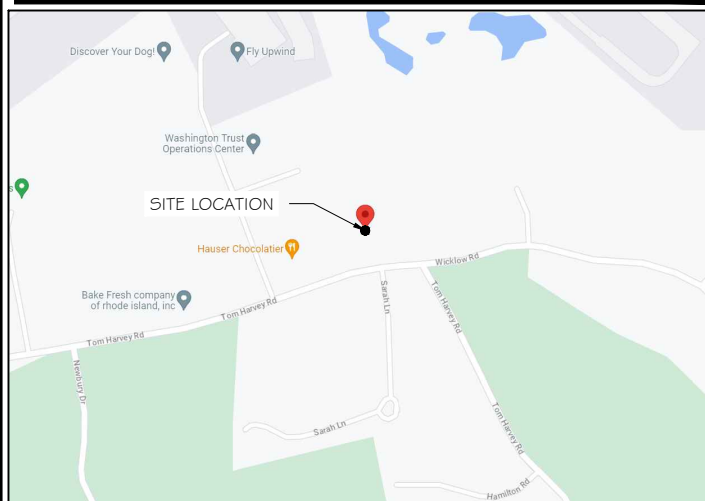 Discover Your Dog!
Fly Upwind
Washington Trust
Operations Center
s
SITE LOCATION
Hauser Chocolatier
Wicklow Rd
Bake Fresh company
of rhode island, inc
Tom Harvey Rd
Sarah Ln
Tom Harvey Rd
Tom Harvey Rd
Newbury Dr
Tom Harvey Rd
Sarah Ln
Hamilton Rd